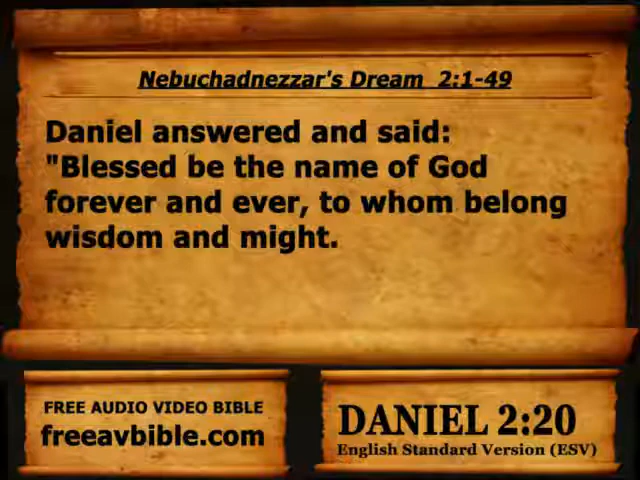 Nebuchadnezzar's Dream 2:1-49
Daniel answered and said:
"Blessed be the name of God
forever and ever, to whom belong
wisdom and might.
FREE AUDIO VIDEO BIBLE
freeavbible.com
DANIEL 2:20
English Standard Version (ESV)